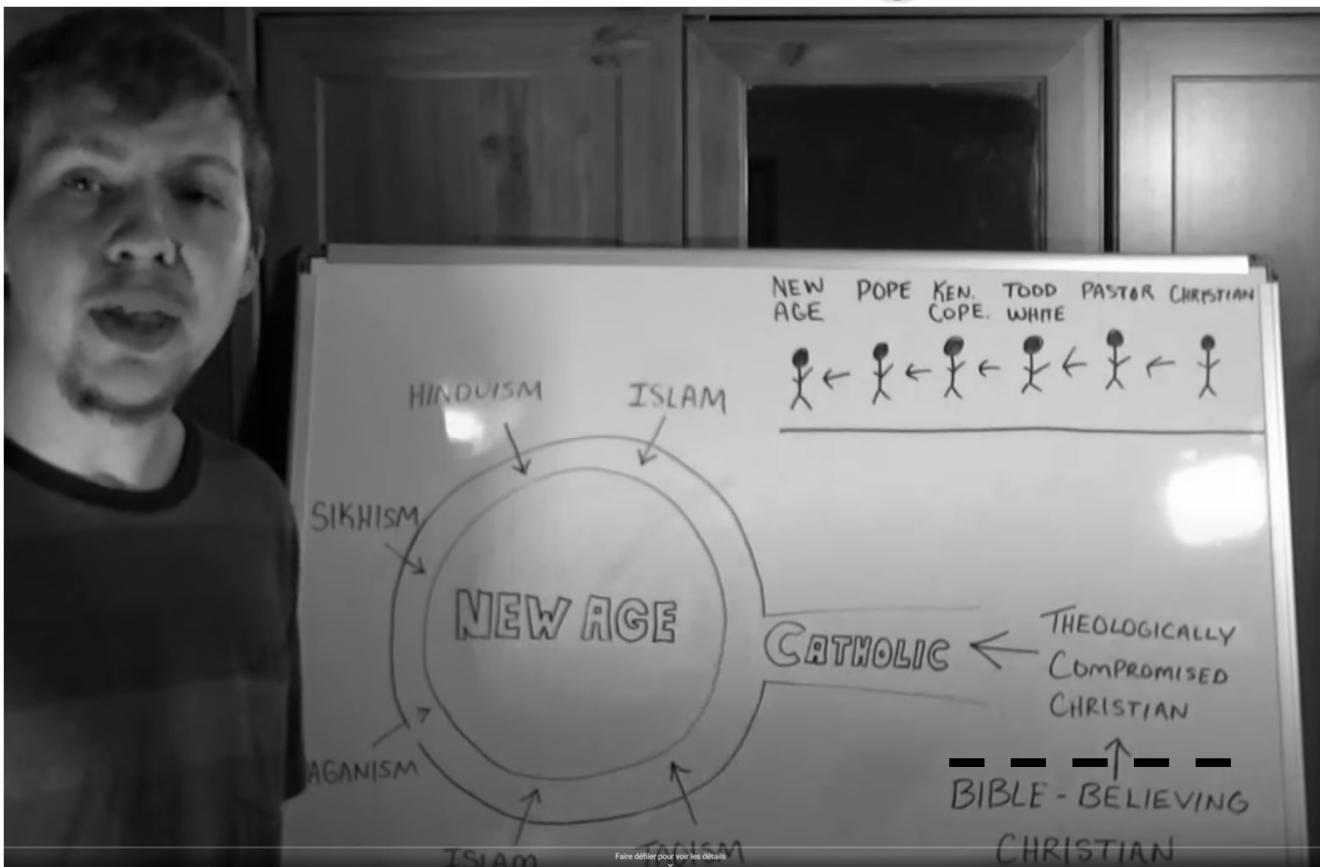 NEW AGE
POPE
KEN. COPE.
TODD WHITE
PASTOR
CHRISTIAN
HINDUISM
ISLAM
SIKHISM
NEW AGE
CATHOLIC
THEOLOGICALLY
COMPROMISED
CHRISTIAN
AGANISM
BIBLE-BELIEVING
CHRISTIAN
ISLAM
TAOISM
Faire défiler pour voir les détails